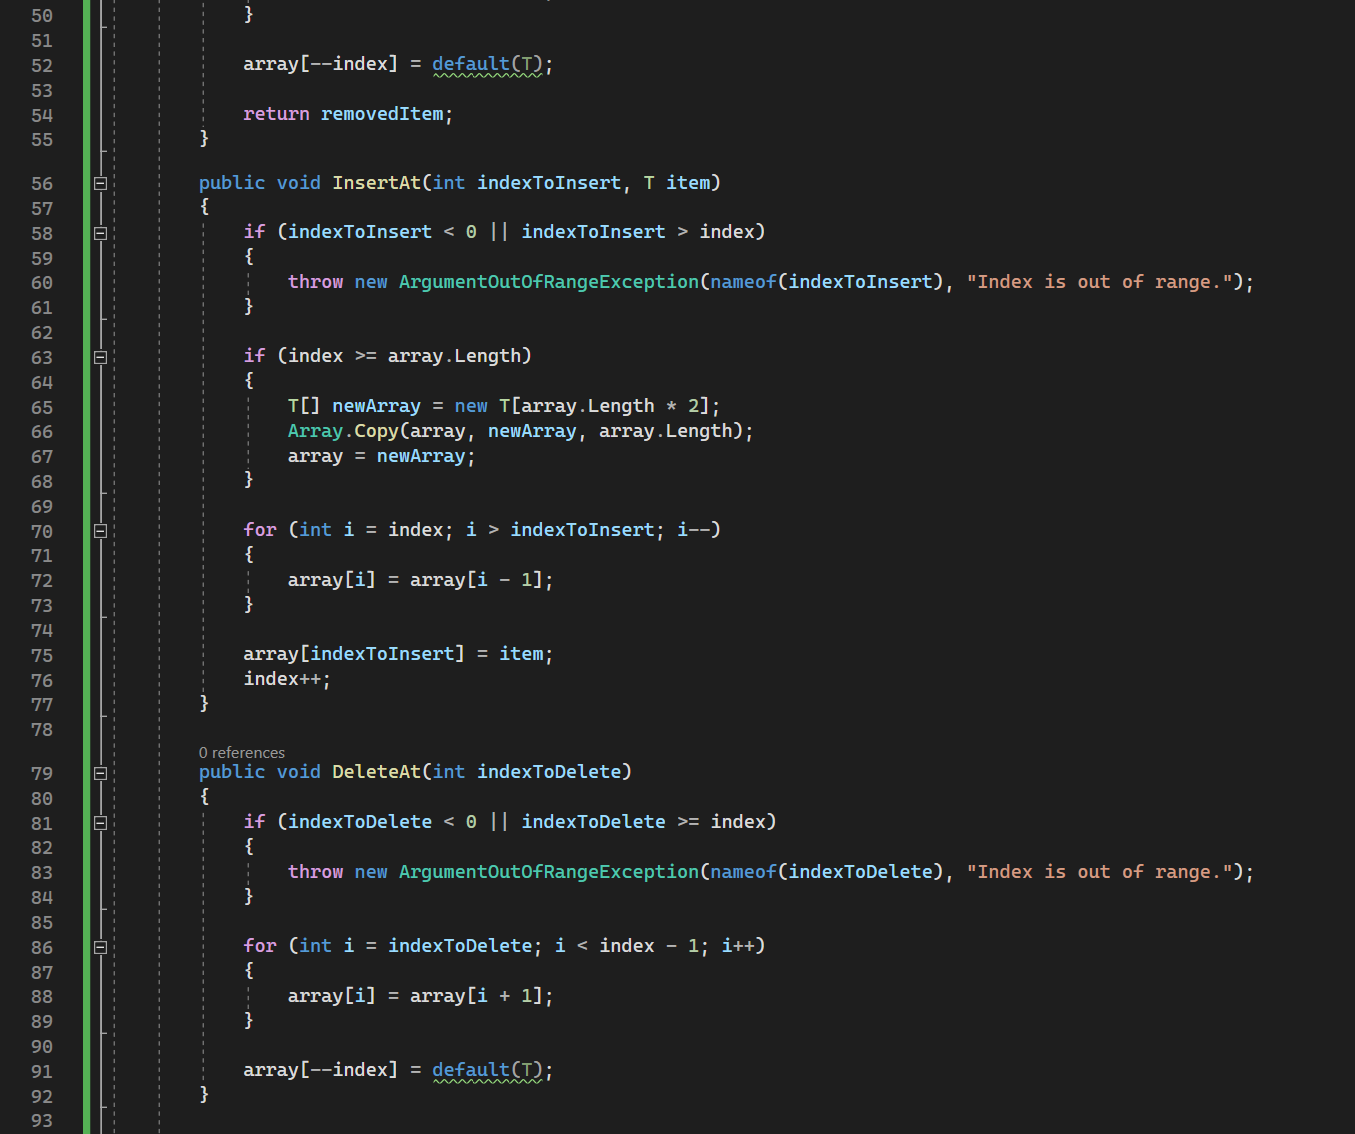 50 }
51
52 array[--index] = default(T);
53
54 return removedItem;
55 }
56 public void InsertAt(int indexToInsert, T item)
57 {
58 if (indexToInsert < 0 || indexToInsert > index)
59 {
60 throw new ArgumentOutOfRangeException(nameof(indexToInsert), "Index is out of range.");
61 }
62
63 if (index >= array.Length)
64 {
65 T[] newArray = new T[array.Length * 2];
66 Array.Copy(array, newArray, array.Length);
67 array = newArray;
68 }
69
70 for (int i = index; i > indexToInsert; i--)
71 {
72 array[i] = array[i - 1];
73 }
74
75 array[indexToInsert] = item;
76 index++;
77 }
78
0 references
79 public void DeleteAt(int indexToDelete)
80 {
81 if (indexToDelete < 0 || indexToDelete >= index)
82 {
83 throw new ArgumentOutOfRangeException(nameof(indexToDelete), "Index is out of range.");
84 }
85
86 for (int i = indexToDelete; i < index - 1; i++)
87 {
88 array[i] = array[i + 1];
89 }
90
91 array[--index] = default(T);
92 }
93